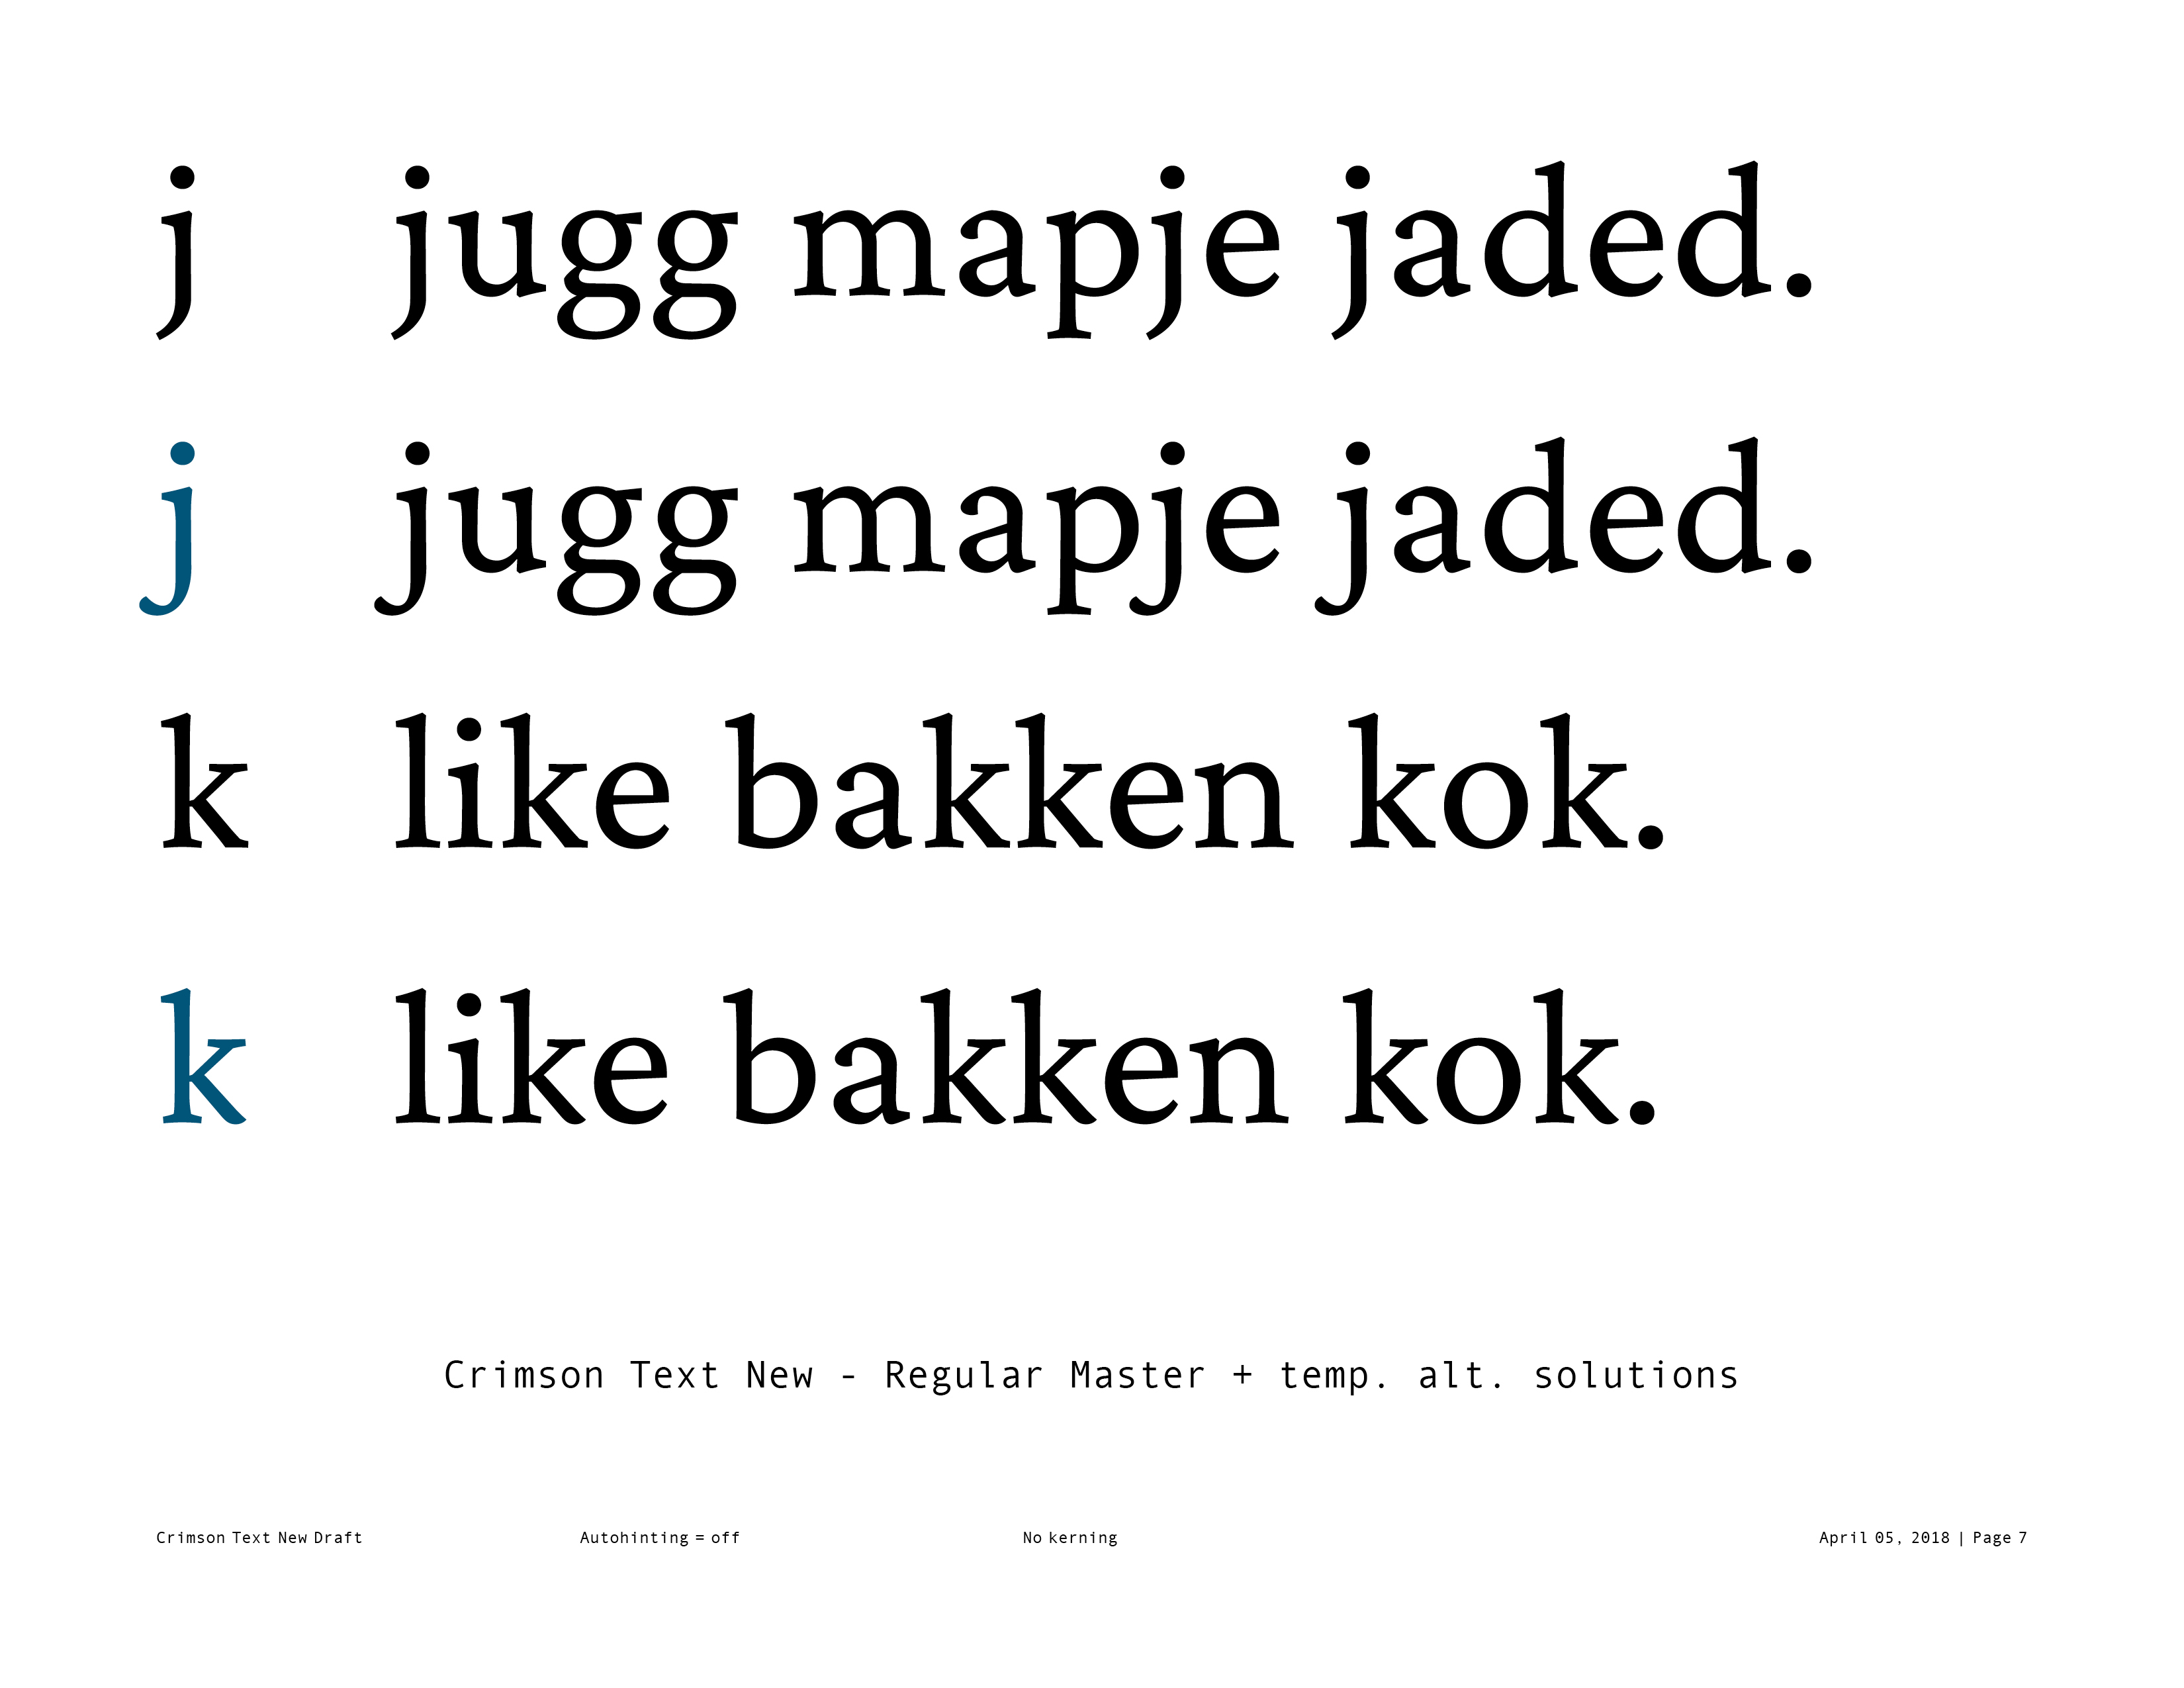 j jugg mapje jaded.
j jugg mapje jaded.
k like bakken kok.
k like bakken kok.
Crimson Text New - Regular Master + temp. alt. solutions
Crimson Text New Draft Autohinting = off No kerning April 05, 2018 | Page 7